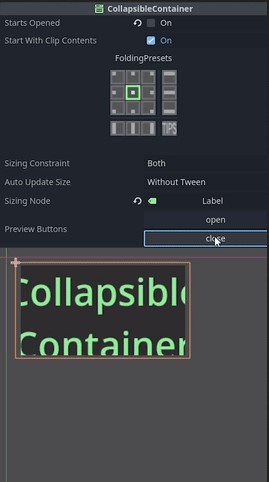 CollapsibleContainer
Starts Opened On
Start With Clip Contents On
FoldingPresets
Sizing Constraint Both
Auto Update Size Without Tween
Sizing Node Label
open
Preview Buttons
close
Collapsible
Container